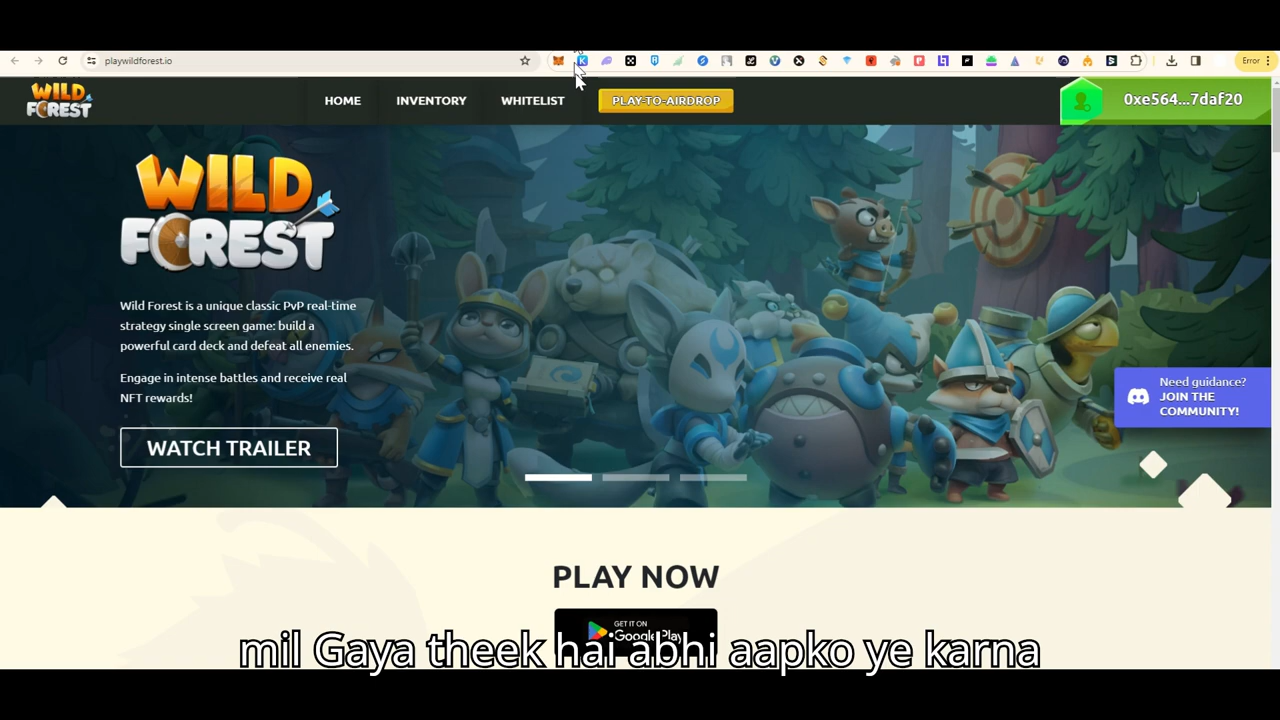 playwildforest.io
Error
WILD FOREST
HOME
INVENTORY
WHITELIST
PLAY-TO-AIRDROP
0xe564...7daf20
WILD
FOREST
Wild Forest is a unique classic PvP real-time
strategy single screen game: build a
powerful card deck and defeat all enemies.
Engage in intense battles and receive real
NFT rewards!
WATCH TRAILER
Need guidance?
JOIN THE
COMMUNITY!
PLAY NOW
GET IT ON
Google Play
mil Gaya theek hai abhi aapko ye karna